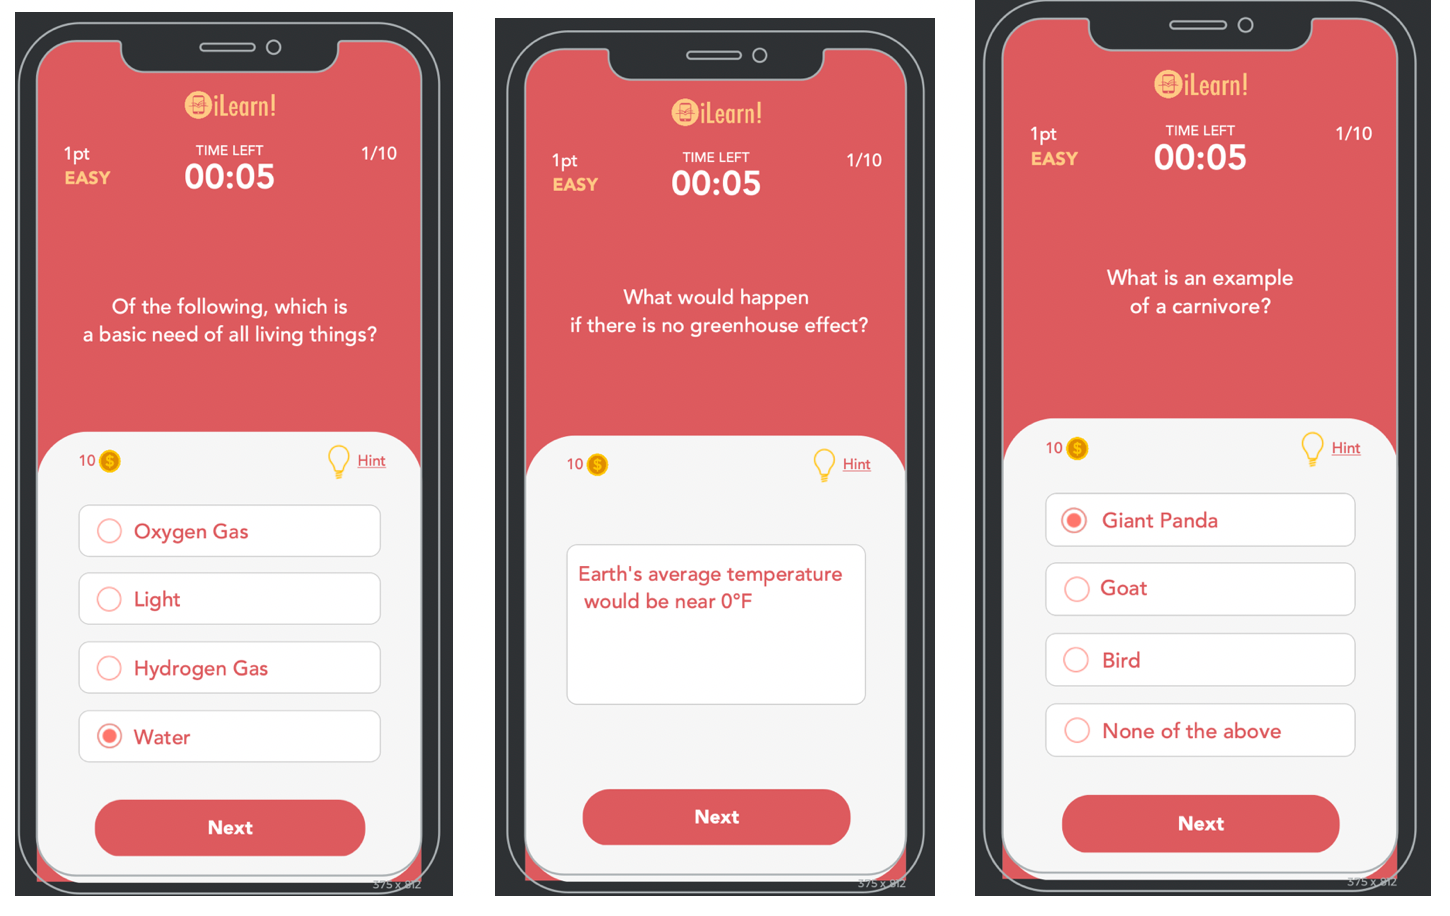 iLearn!
1pt
EASY
TIME LEFT
00:05
1/10
Of the following, which is
a basic need of all living things?
10
Hint
Oxygen Gas
Light
Hydrogen Gas
Water
Next
375 x 812
iLearn!
1pt
EASY
TIME LEFT
00:05
1/10
What would happen
if there is no greenhouse effect?
10
Hint
Earth's average temperature
would be near 0°F
Next
375 x 812
iLearn!
1pt
EASY
TIME LEFT
00:05
1/10
What is an example
of a carnivore?
10
Hint
Giant Panda
Goat
Bird
None of the above
Next
375 x 812